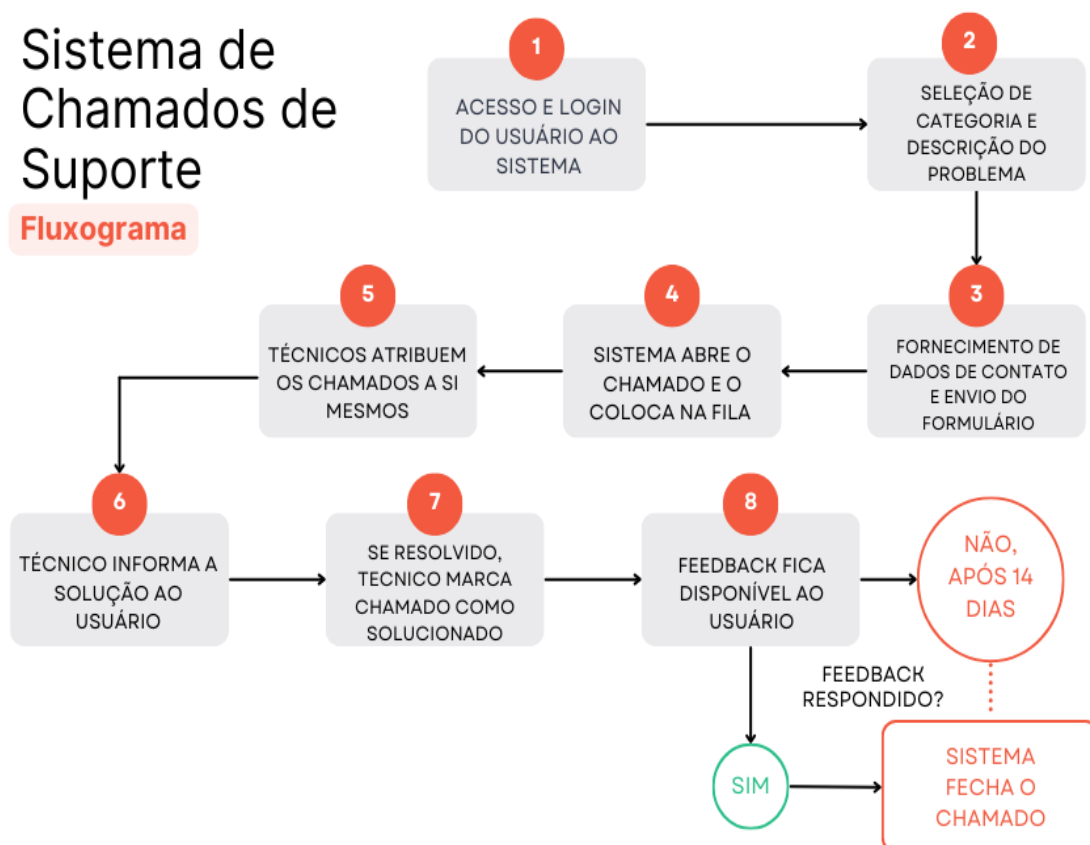 Sistema de
Chamados de
Suporte
Fluxograma
1
ACESSO E LOGIN
DO USUÁRIO AO
SISTEMA
2
SELEÇÃO DE
CATEGORIA E
DESCRIÇÃO DO
PROBLEMA
3
FORNECIMENTO DE
DADOS DE CONTATO
E ENVIO DO
FORMULÁRIO
4
SISTEMA ABRE O
CHAMADO E O
COLOCA NA FILA
5
TÉCNICOS ATRIBUEM
OS CHAMADOS A SI
MESMOS
6
TÉCNICO INFORMA A
SOLUÇÃO AO
USUÁRIO
7
SE RESOLVIDO,
TECNICO MARCA
CHAMADO COMO
SOLUCIONADO
8
FEEDBACK FICA
DISPONÍVEL AO
USUÁRIO
NÃO,
APÓS 14
DIAS
FEEDBACK
RESPONDIDO?
SIM
SISTEMA
FECHA O
CHAMADO